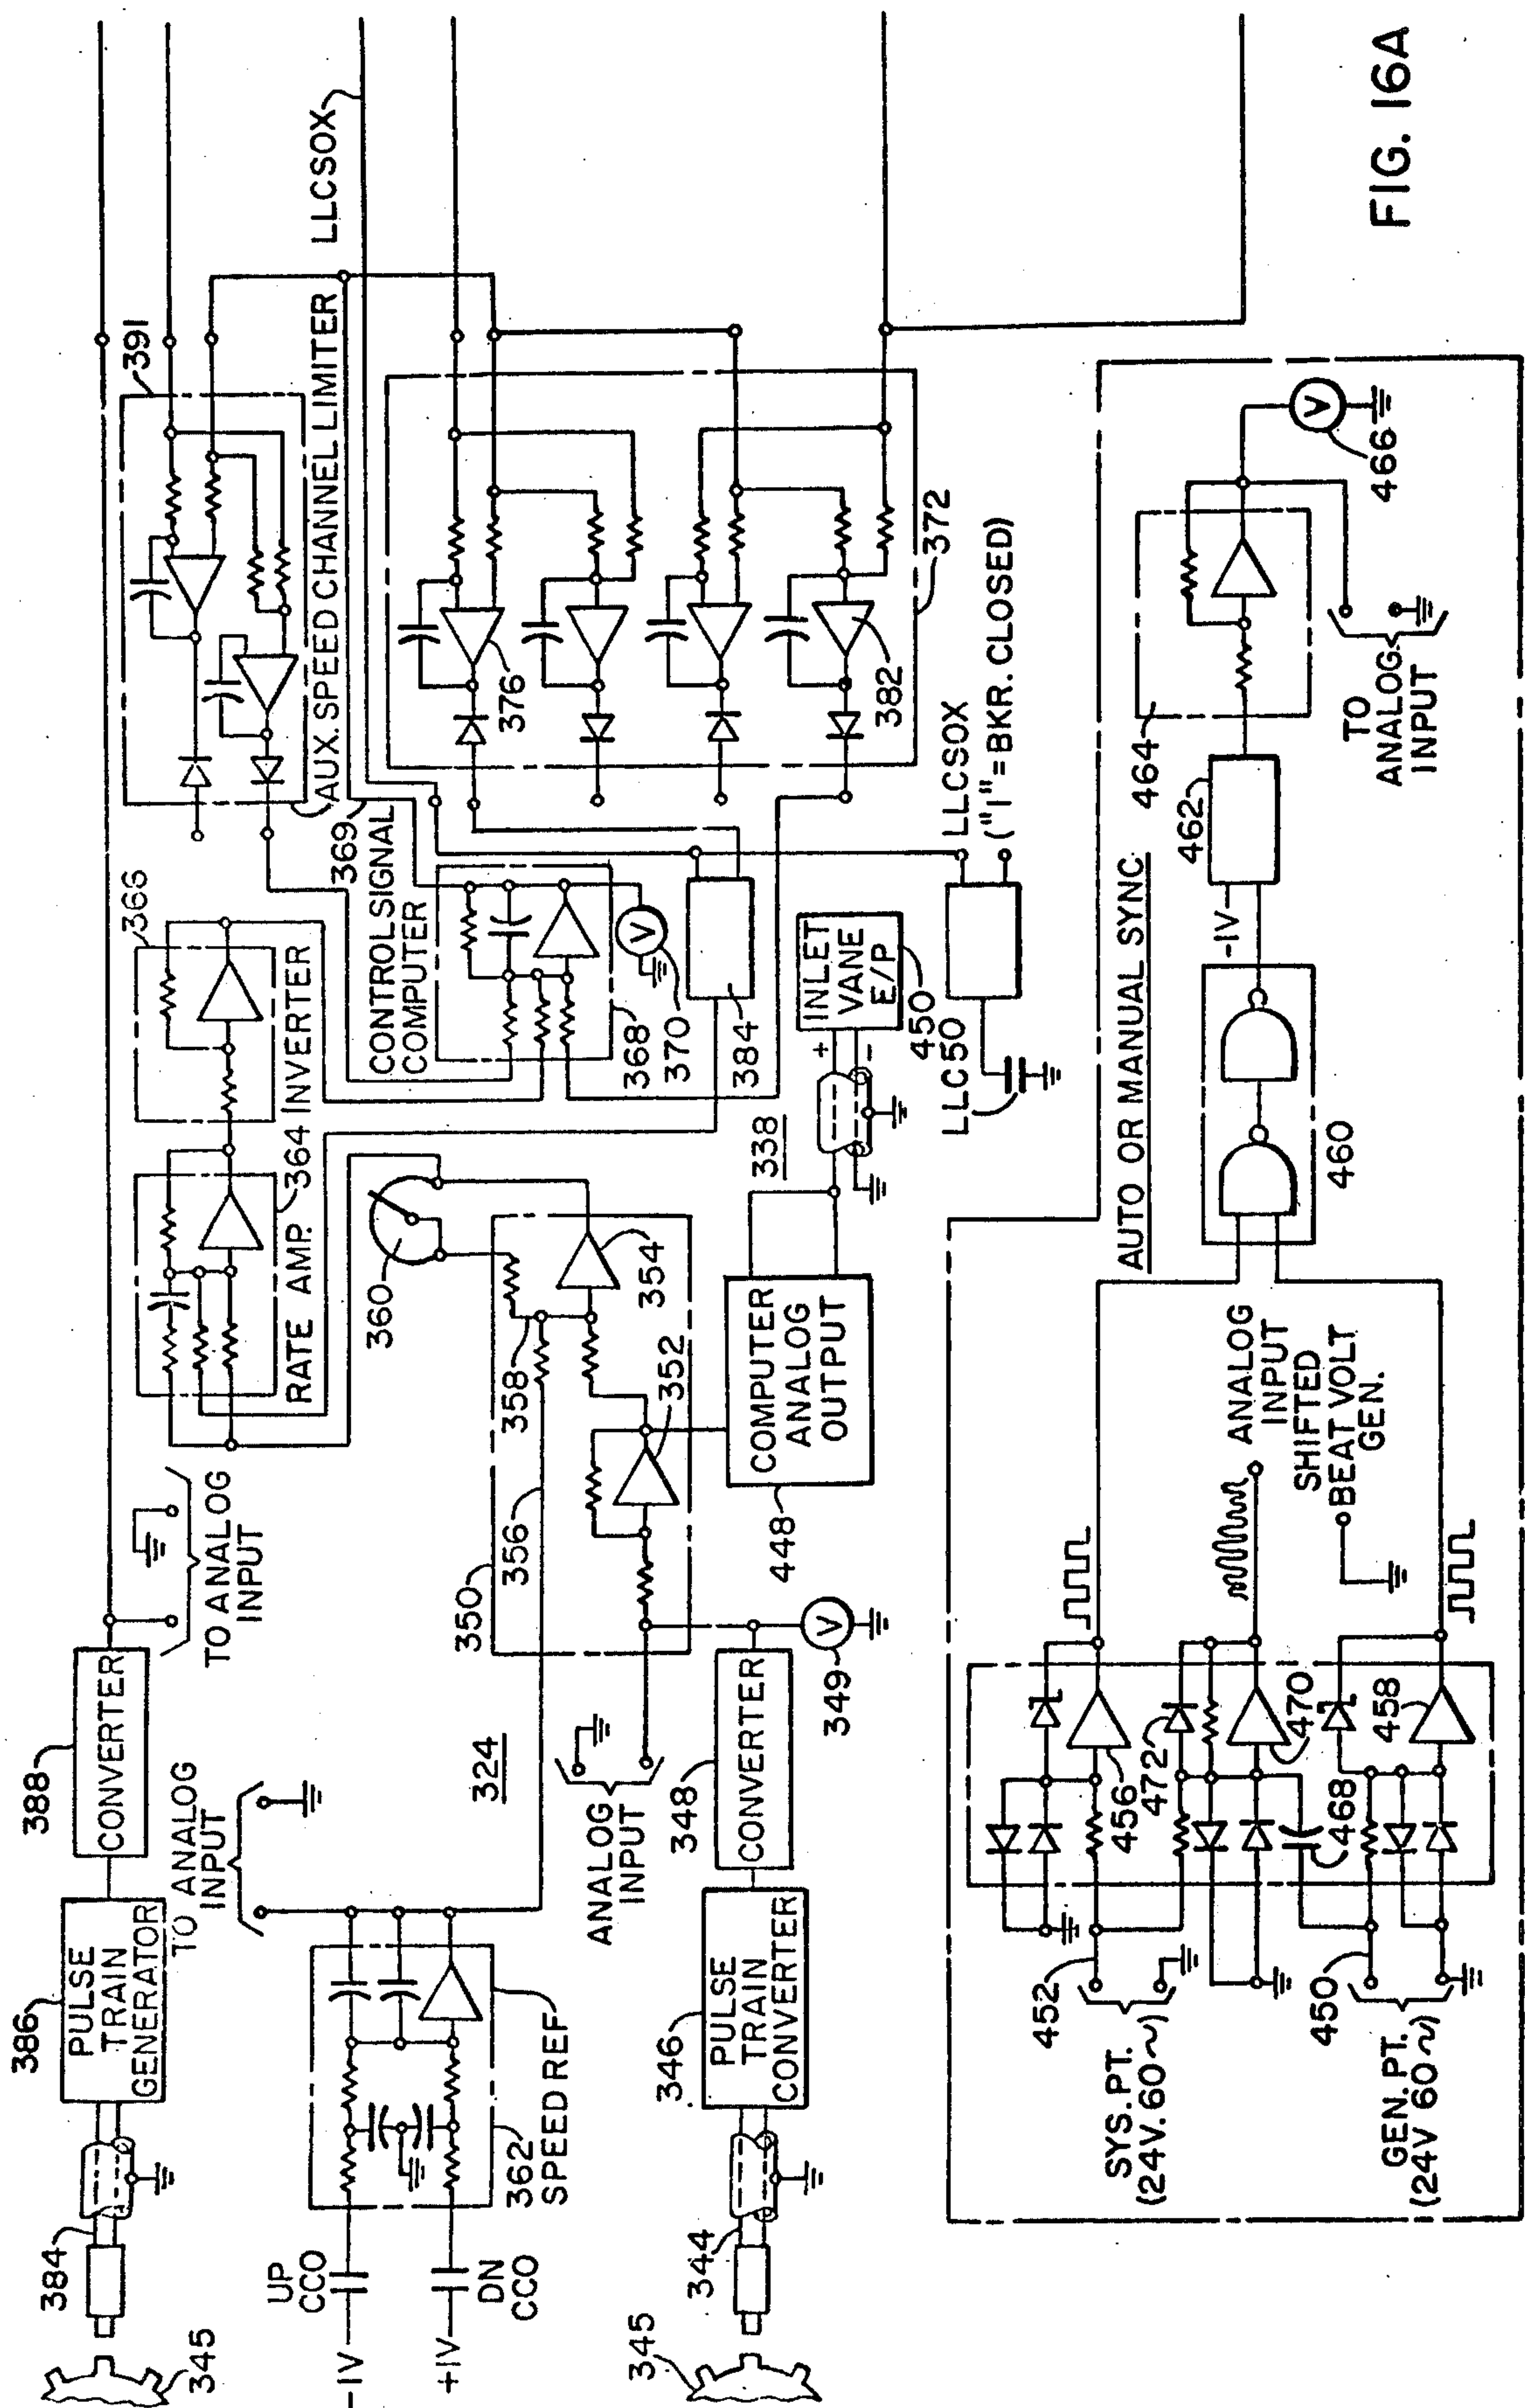 391
AUX. SPEED CHANNEL LIMITER
LLCSOX
366
INVERTER
364
RATE AMP.
369
CONTROL SIGNAL
COMPUTER
368
370
V
384
376
382
372
LLCSOX
("1"=BKR. CLOSED)
INLET
VANE
E/P
450
LLC50
+
-
338
360
354
358
356
352
350
COMPUTER
ANALOG
OUTPUT
448
388
CONVERTER
TO ANALOG
INPUT
386
PULSE
TRAIN
GENERATOR
TO ANALOG
INPUT
384
345
324
ANALOG
INPUT
348
CONVERTER
V
349
346
PULSE
TRAIN
CONVERTER
362
SPEED REF
UP
CCO
DN
CCO
-1V
+1V
344
345
AUTO OR MANUAL SYNC
-1V
462
464
V
466
TO
ANALOG
INPUT
460
ANALOG
INPUT
SHIFTED
BEAT VOLT
GEN.
456
472
470
468
458
452
SYS. PT.
(24V. 60~)
450
GEN. PT.
(24V 60~)
FIG. 16A